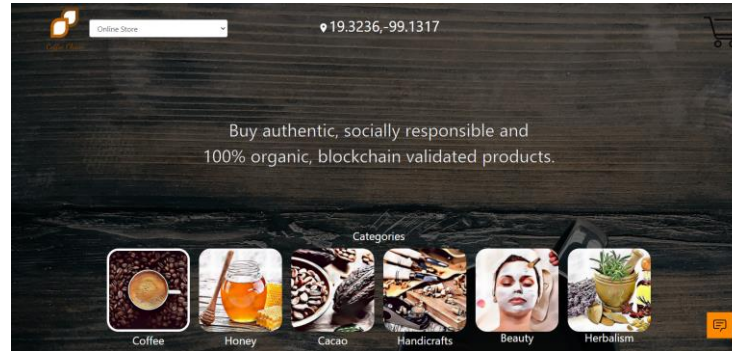 Online Store
19.3236,-99.1317
Buy authentic, socially responsible and
100% organic, blockchain validated products.
Categories
Coffee
Honey
Cacao
Handicrafts
Beauty
Herbalism